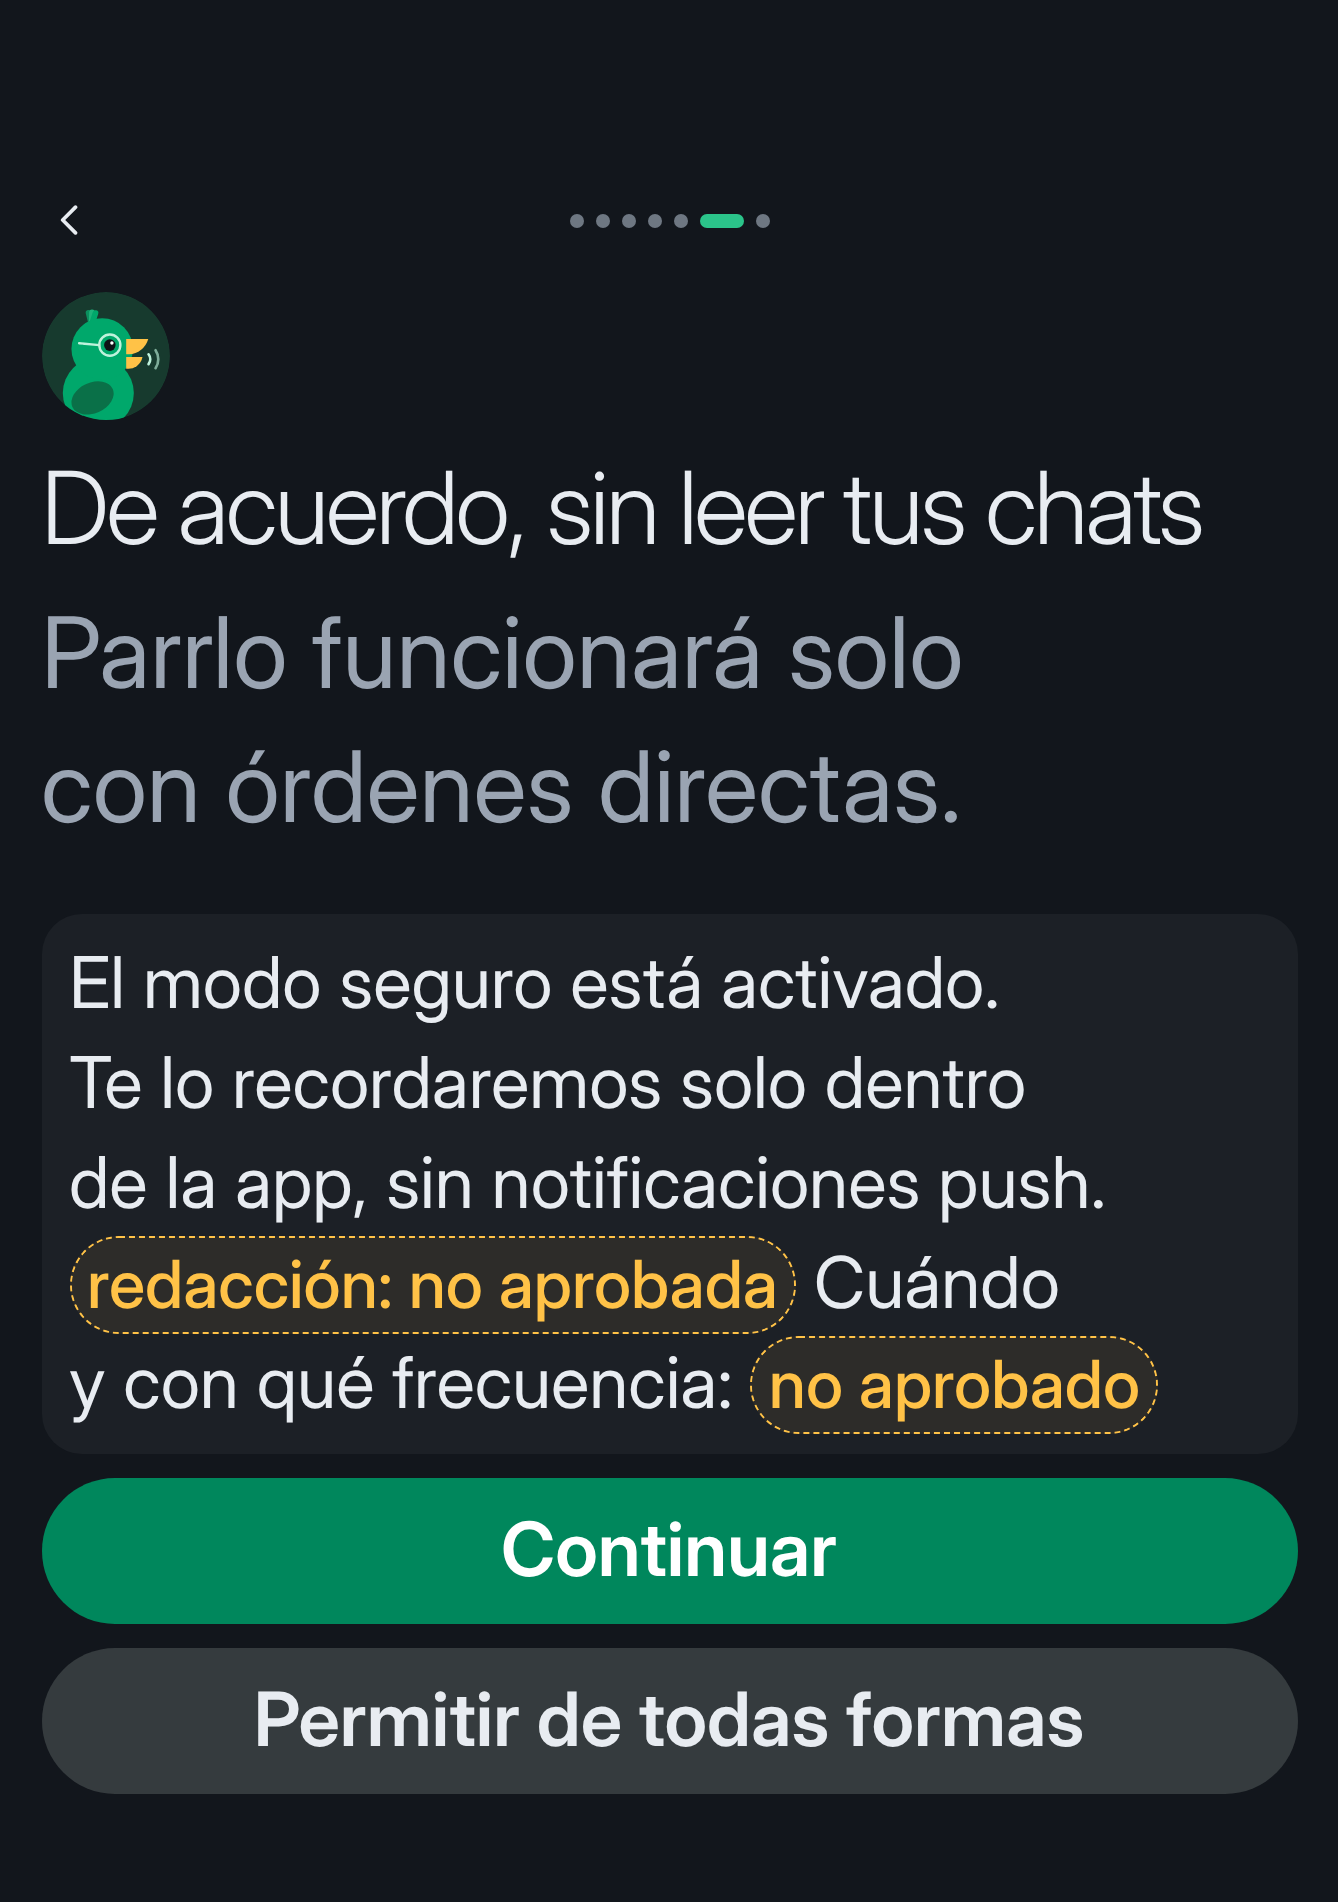 De acuerdo, sin leer tus chats
Parrlo funcionará solo
con órdenes directas.
El modo seguro está activado.
Te lo recordaremos solo dentro
de la app, sin notificaciones push.
redacción: no aprobada Cuándo
y con qué frecuencia: no aprobado
Continuar
Permitir de todas formas